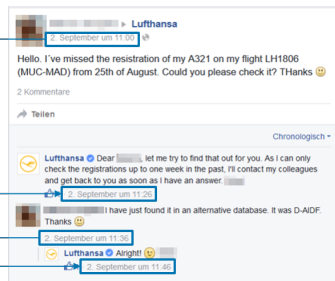 Lufthansa
2. September um 11:00
Hello. I´ve missed the resistration of my A321 on my flight LH1806
(MUC-MAD) from 25th of August. Could you please check it? THanks
2 Kommentare
Teilen
Chronologisch
Lufthansa Dear , let me try to find that out for you. As I can only
check the registrations up to one week in the past, I'll contact my colleagues
and get back to you as soon as I have an answer.
2. September um 11:26
I have just found it in an alternative database. It was D-AIDF.
Thanks
2. September um 11:36
Lufthansa Alright!
2. September um 11:46